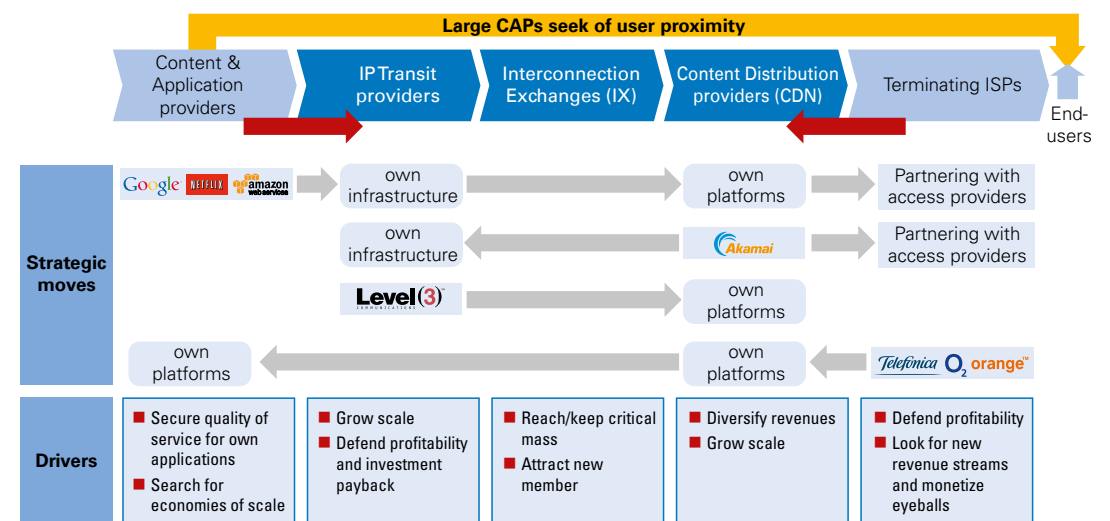 Large CAPs seek of user proximity
Content &
Application
providers
IP Transit
providers
Interconnection
Exchanges (IX)
Content Distribution
providers (CDN)
Terminating ISPs
End-
users
Strategic
moves
Google NETFLIX amazon
webservices
own
infrastructure
own
platforms
Partnering with
access providers
own
infrastructure
Akamai
Partnering with
access providers
Level(3)
COMMUNICATIONS
own
platforms
own
platforms
own
platforms
Telefónica O2 orange™
Drivers
Secure quality of
service for own
applications
Search for
economies of scale
Grow scale
Defend profitability
and investment
payback
Reach/keep critical
mass
Attract new
member
Diversify revenues
Grow scale
Defend profitability
Look for new
revenue streams
and monetize
eyeballs